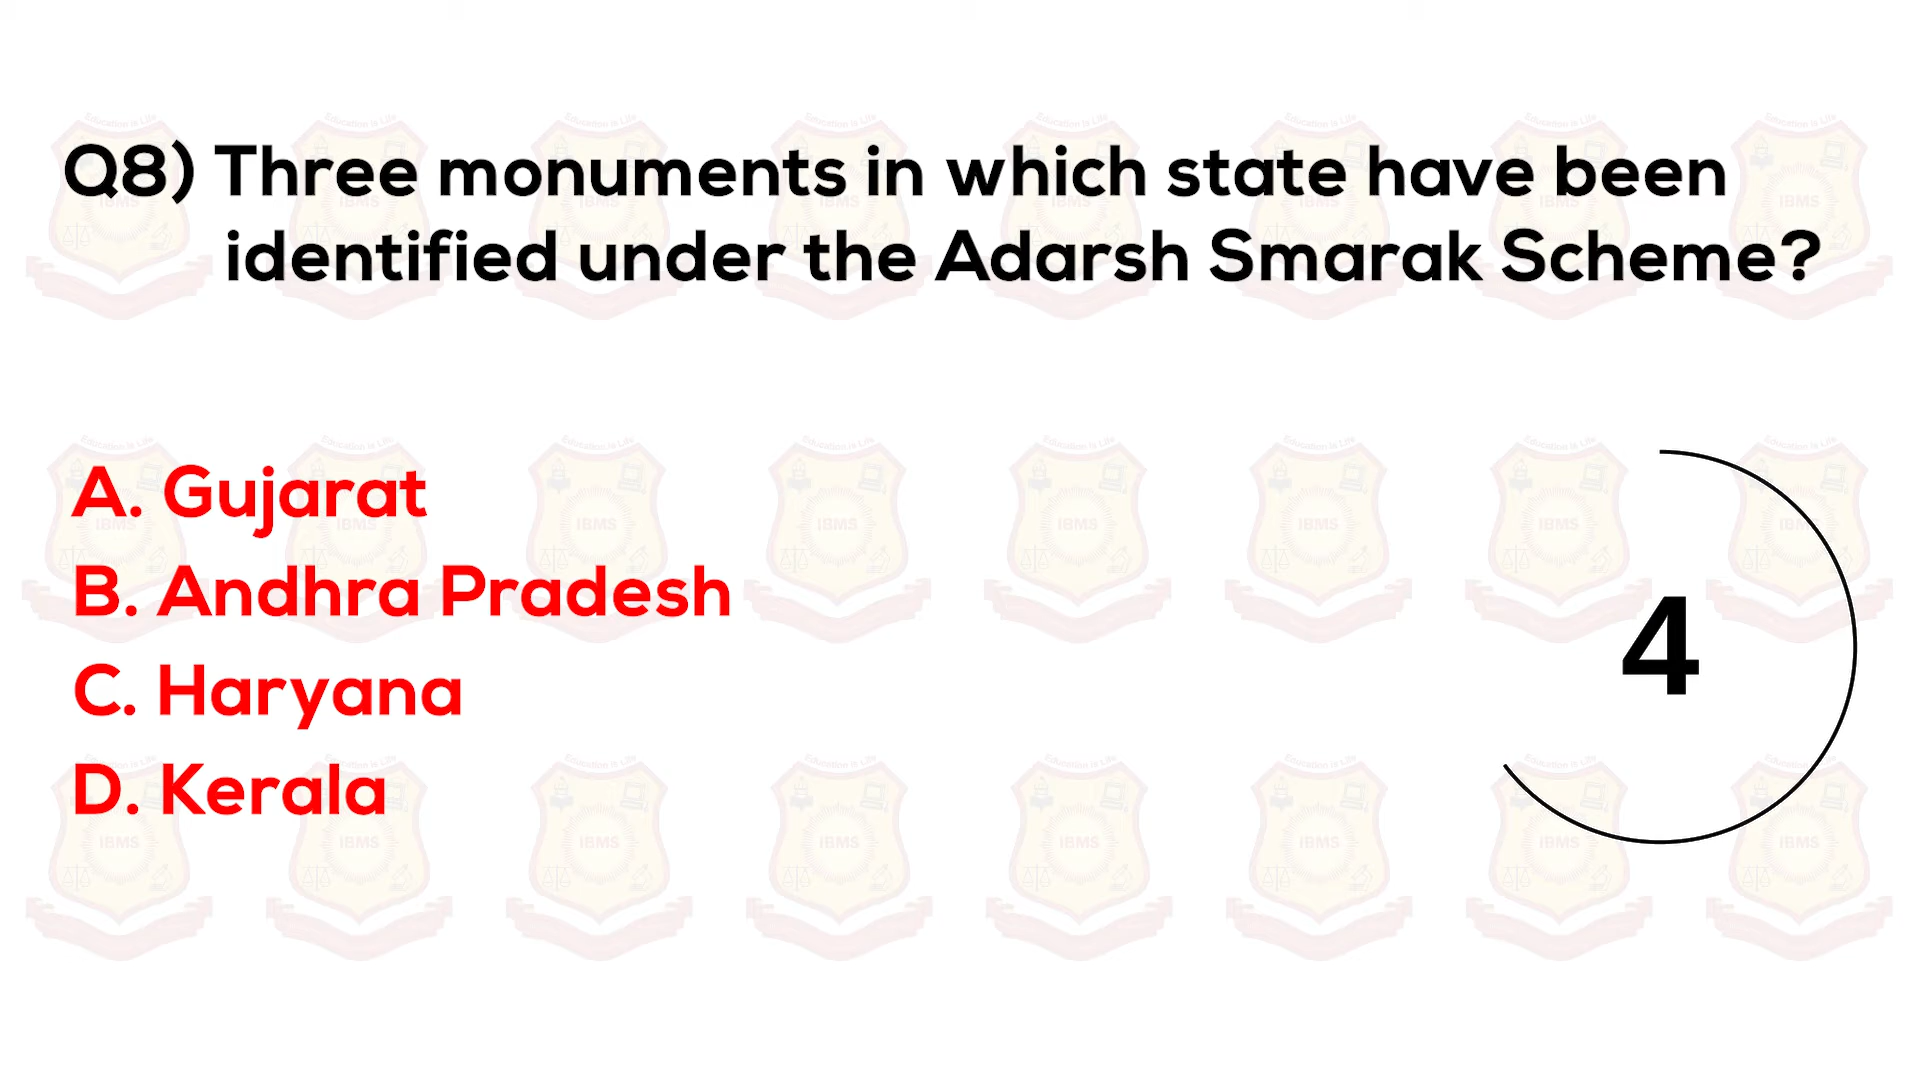 Q8) Three monuments in which state have been
identified under the Adarsh Smarak Scheme?
A. Gujarat
B. Andhra Pradesh
C. Haryana
D. Kerala
4